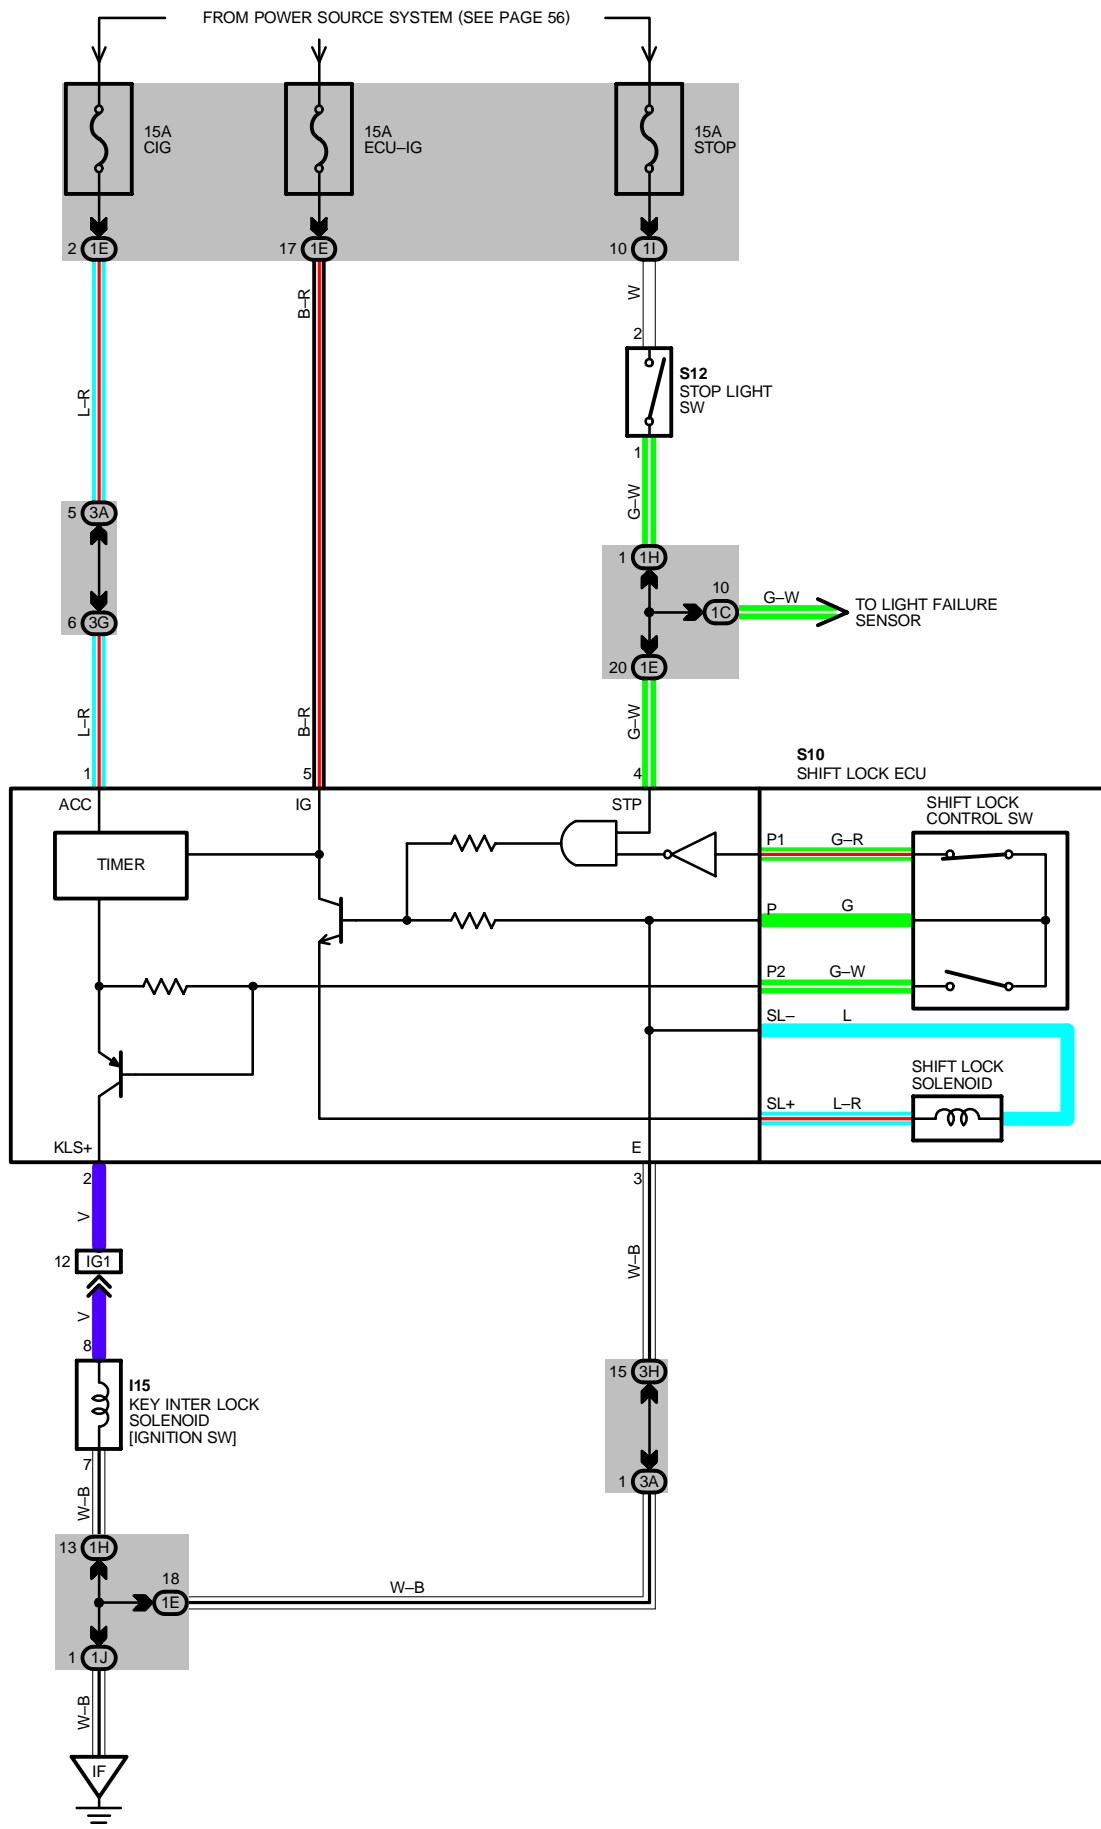 FROM POWER SOURCE SYSTEM (SEE PAGE 56)
15A
CIG
15A
ECU–IG
15A
STOP
2 1E
17 1E
10 1I
B–R
W
2
L–R
S12
STOP LIGHT
SW
1
G–W
5 3A
1 1H
10
1C
G–W
TO LIGHT FAILURE
SENSOR
6 3G
20 1E
L–R
B–R
G–W
1
5
4
S10
SHIFT LOCK ECU
ACC
IG
STP
SHIFT LOCK
CONTROL SW
TIMER
P1 G–R
P G
P2 G–W
SL– L
SHIFT LOCK
SOLENOID
SL+ L–R
KLS+
E
2
3
V
W–B
12 IG1
V
8
I15
KEY INTER LOCK
SOLENOID
[IGNITION SW]
15 3H
7
1 3A
W–B
13 1H
18
1E
W–B
1 1J
W–B
IF